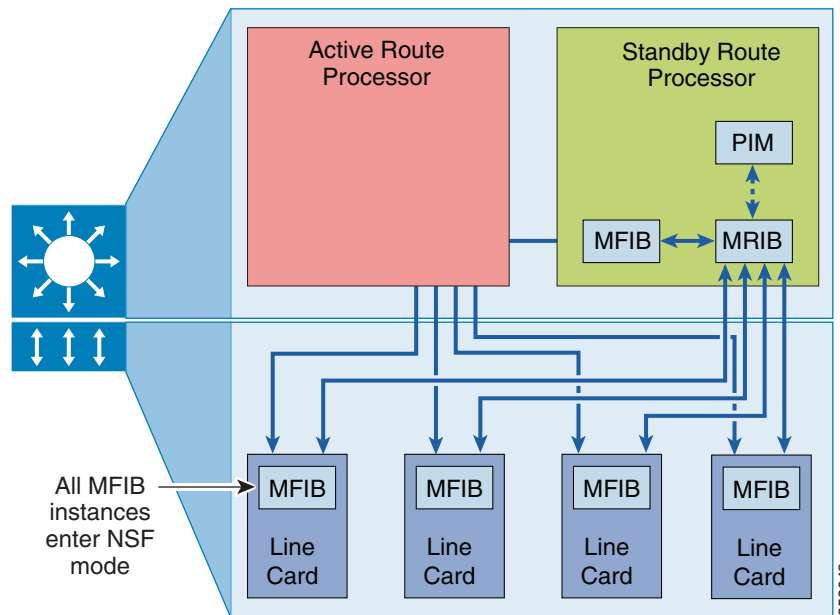 Active Route
Processor
Standby Route
Processor
PIM
MFIB
MRIB
All MFIB
instances
enter NSF
mode
MFIB
Line
Card
MFIB
Line
Card
MFIB
Line
Card
MFIB
Line
Card